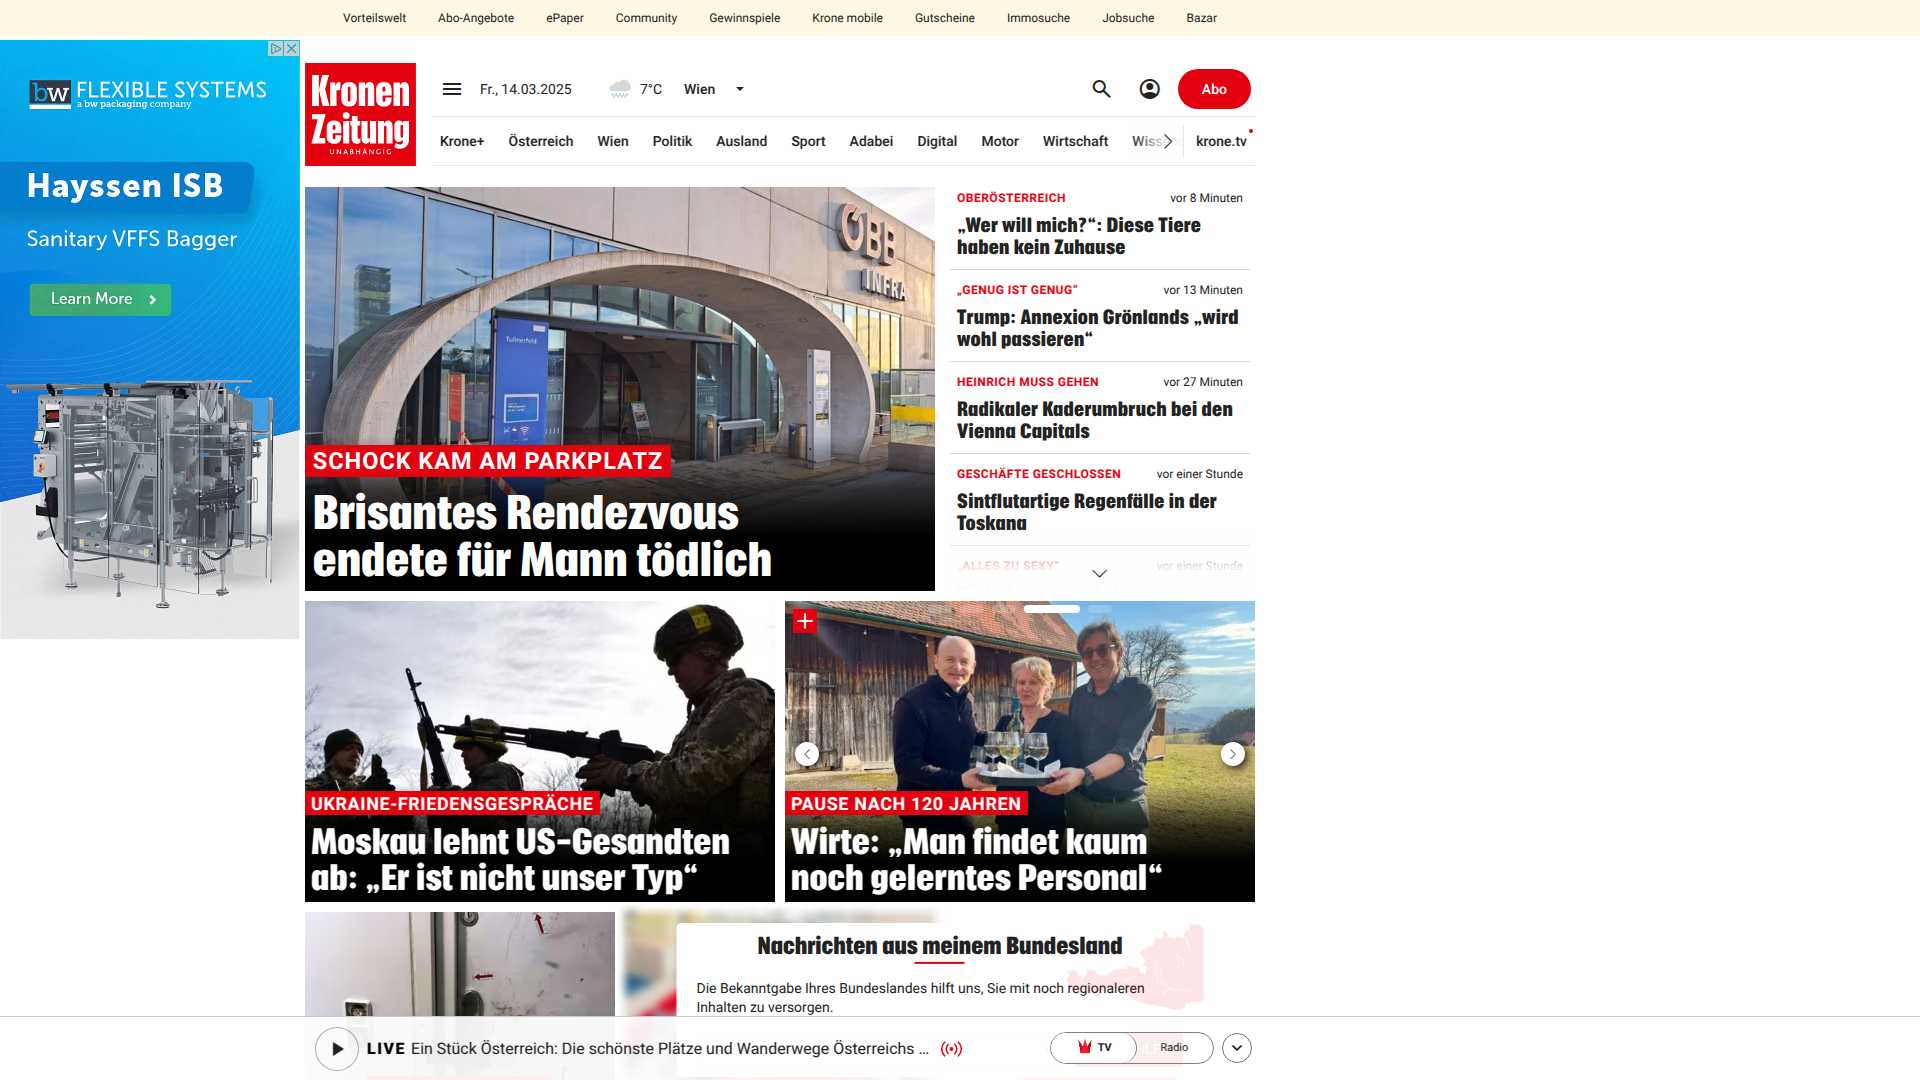 Vorteilswelt Abo-Angebote ePaper Community Gewinnspiele Krone mobile Gutscheine Immosuche Jobsuche Bazar
bw FLEXIBLE SYSTEMS
a bw packaging company
Hayssen ISB
Sanitary VFFS Bagger
Learn More
Kronen
Zeitung
UNABHÄNGIG
Fr., 14.03.2025 7°C Wien
Abo
Krone+ Österreich Wien Politik Ausland Sport Adabei Digital Motor Wirtschaft krone.tv
ÖBB
INFRA
Tullnerfeld
SCHOCK KAM AM PARKPLATZ
Brisantes Rendezvous
endete für Mann tödlich
OBERÖSTERREICH vor 8 Minuten
„Wer will mich?“: Diese Tiere
haben kein Zuhause
„GENUG IST GENUG“ vor 13 Minuten
Trump: Annexion Grönlands „wird
wohl passieren“
HEINRICH MUSS GEHEN vor 27 Minuten
Radikaler Kaderumbruch bei den
Vienna Capitals
GESCHÄFTE GESCHLOSSEN vor einer Stunde
Sintflutartige Regenfälle in der
Toskana
„ALLES ZU SEXY“ vor einer Stunde
UKRAINE-FRIEDENSGESPRÄCHE
Moskau lehnt US-Gesandten
ab: „Er ist nicht unser Typ“
PAUSE NACH 120 JAHREN
Wirte: „Man findet kaum
noch gelerntes Personal“
Nachrichten aus meinem Bundesland
Die Bekanntgabe Ihres Bundeslandes hilft uns, Sie mit noch regionaleren
Inhalten zu versorgen.
LIVE Ein Stück Österreich: Die schönste Plätze und Wanderwege Österreichs ...
TV Radio